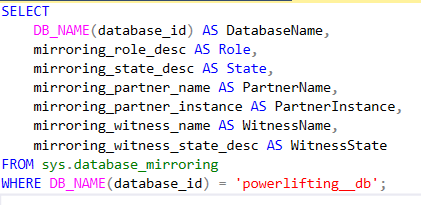 SELECT
DB_NAME(database_id) AS DatabaseName,
mirroring_role_desc AS Role,
mirroring_state_desc AS State,
mirroring_partner_name AS PartnerName,
mirroring_partner_instance AS PartnerInstance,
mirroring_witness_name AS WitnessName,
mirroring_witness_state_desc AS WitnessState
FROM sys.database_mirroring
WHERE DB_NAME(database_id) = 'powerlifting__db';